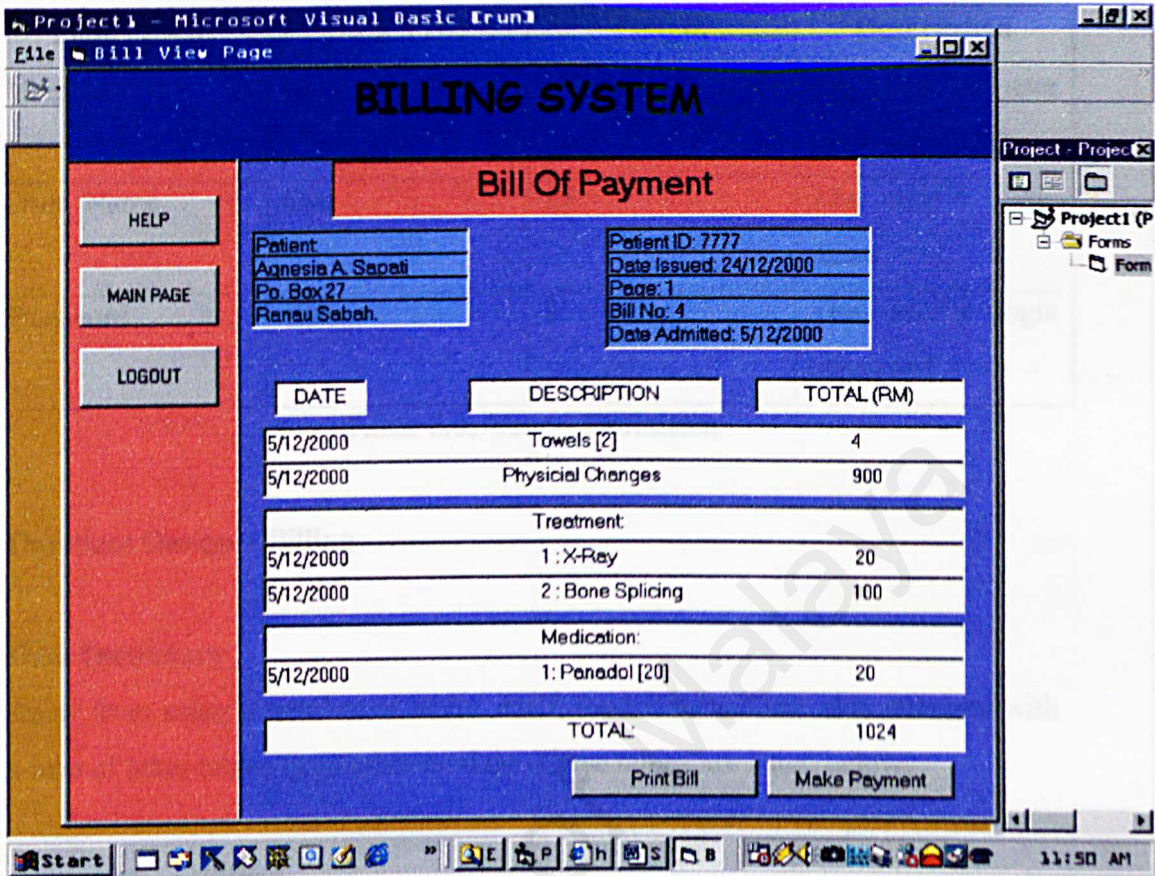 Project1 - Microsoft Visual Basic [run]
File
Bill View Page
BILLING SYSTEM
Project - Project
Project1 (P
Forms
Form
HELP
MAIN PAGE
LOGOUT
Bill Of Payment
Patient
Agnesia A. Sapati
Po. Box 27
Ranau Sabah.
Patient ID: 7777
Date Issued: 24/12/2000
Page: 1
Bill No: 4
Date Admitted: 5/12/2000
DATE DESCRIPTION TOTAL (RM)
5/12/2000 Towels [2] 4
5/12/2000 Physicial Changes 900
Treatment:
5/12/2000 1 : X-Ray 20
5/12/2000 2 : Bone Splicing 100
Medication:
5/12/2000 1: Panadol [20] 20
TOTAL: 1024
Print Bill Make Payment
Start » E P h S B 11:50 AM
Malaya